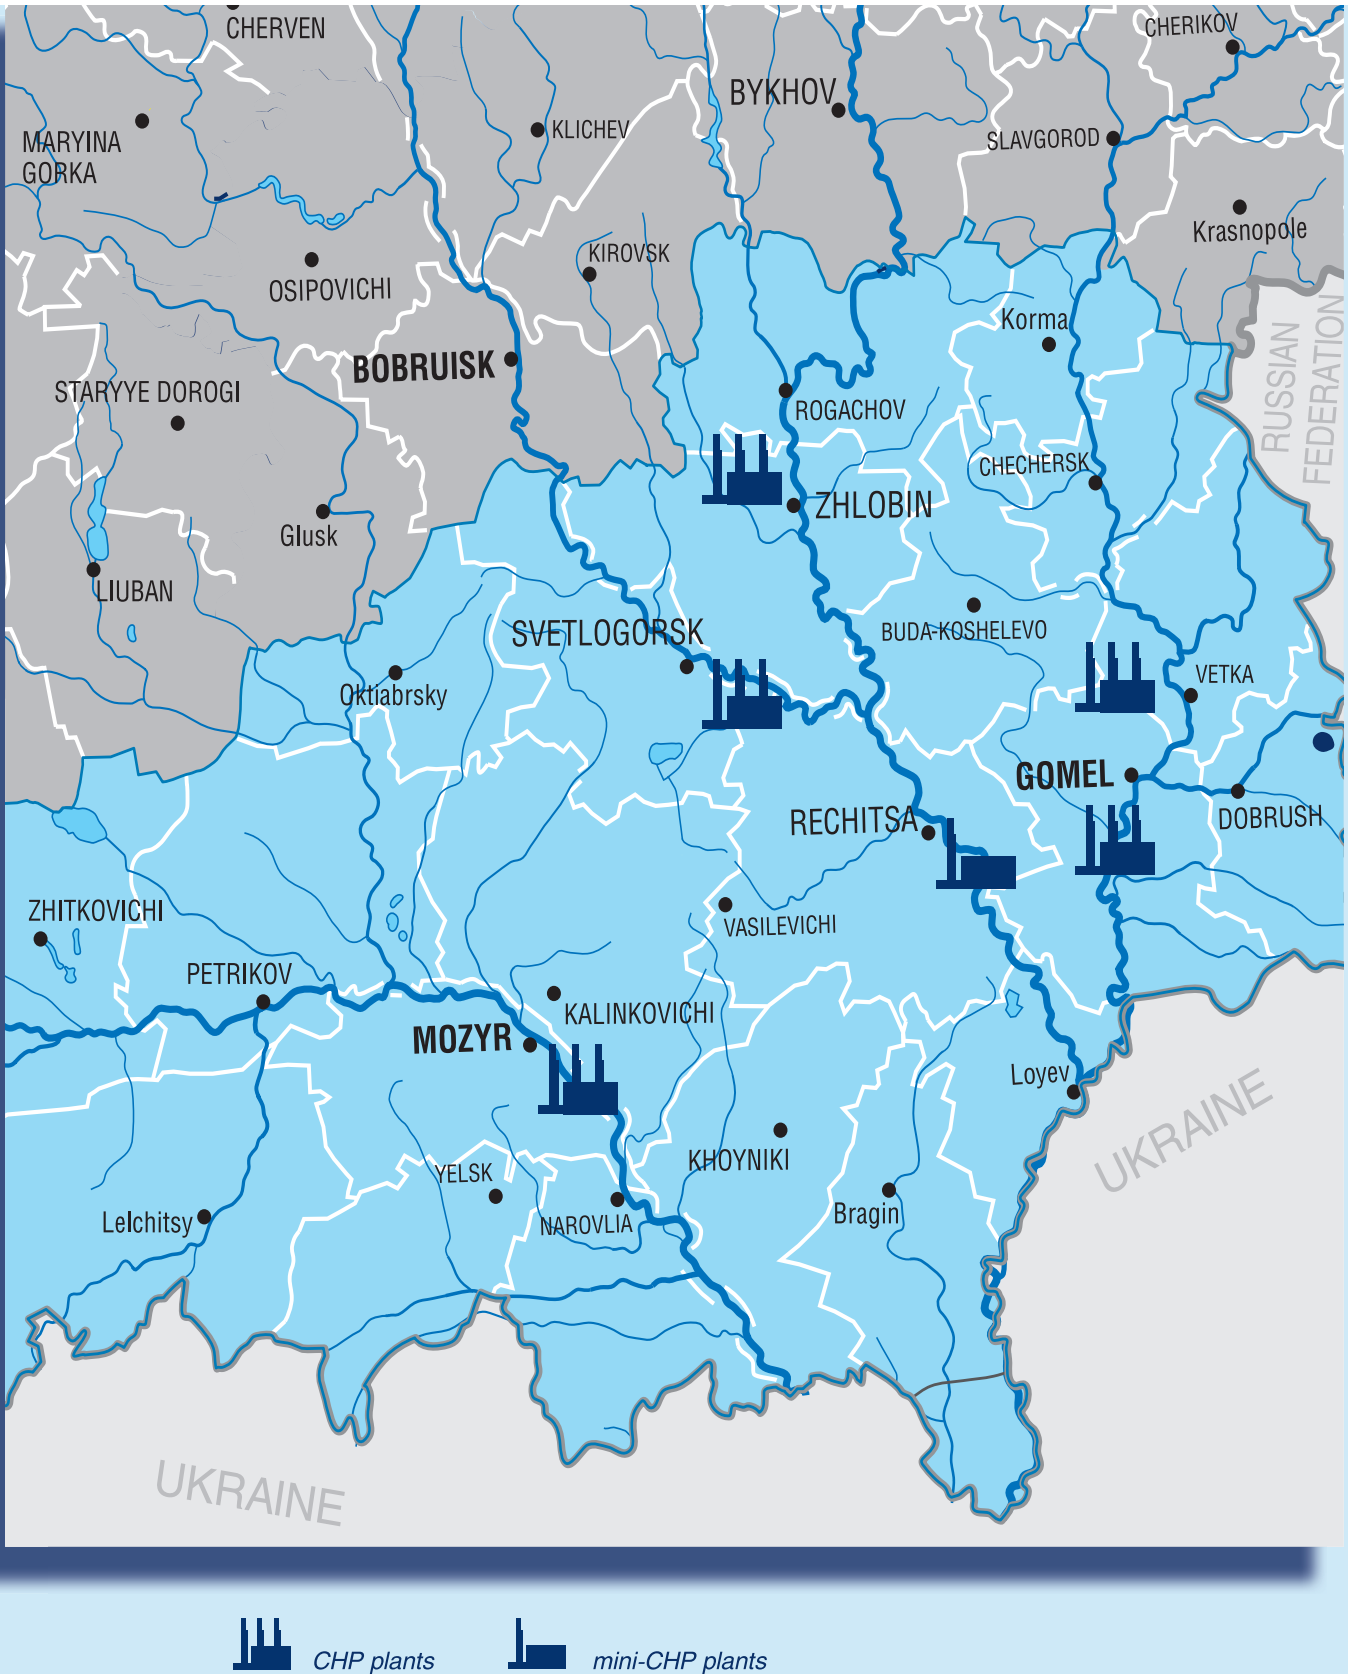 CHERVEN
CHERIKOV
BYKHOV
KLICHEV
MARYINA
GORKA
SLAVGOROD
Krasnopole
KIROVSK
OSIPOVICHI
Korma
RUSSIAN
FEDERATION
BOBRUISK
STARYYE DOROGI
ROGACHOV
CHECHERSK
ZHLOBIN
Glusk
LIUBAN
SVETLOGORSK
BUDA-KOSHELEVO
VETKA
Oktiabrsky
GOMEL
RECHITSA
DOBRUSH
ZHITKOVICHI
VASILEVICHI
PETRIKOV
KALINKOVICHI
MOZYR
Loyev
UKRAINE
KHOYNIKI
YELSK
Lelchitsy
NAROVLIA
Bragin
UKRAINE
CHP plants
mini-CHP plants